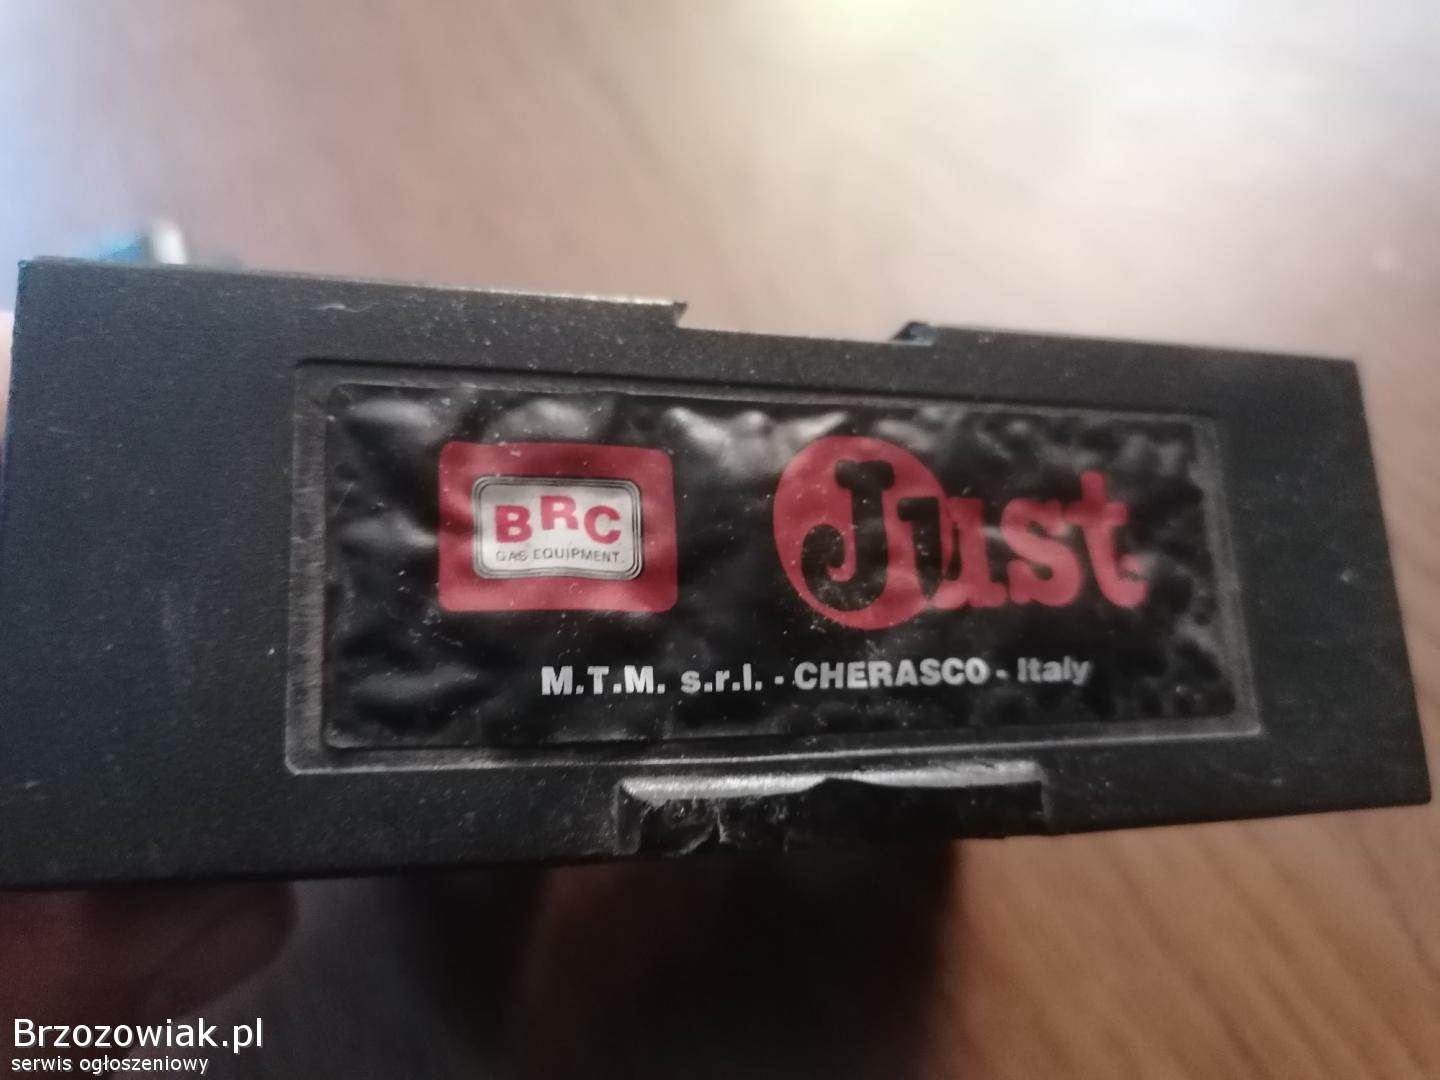 BRC
GAS EQUIPMENT.
Just
M.T.M. s.r.l. - CHERASCO - Italy
Brzozowiak.pl
serwis ogłoszeniowy